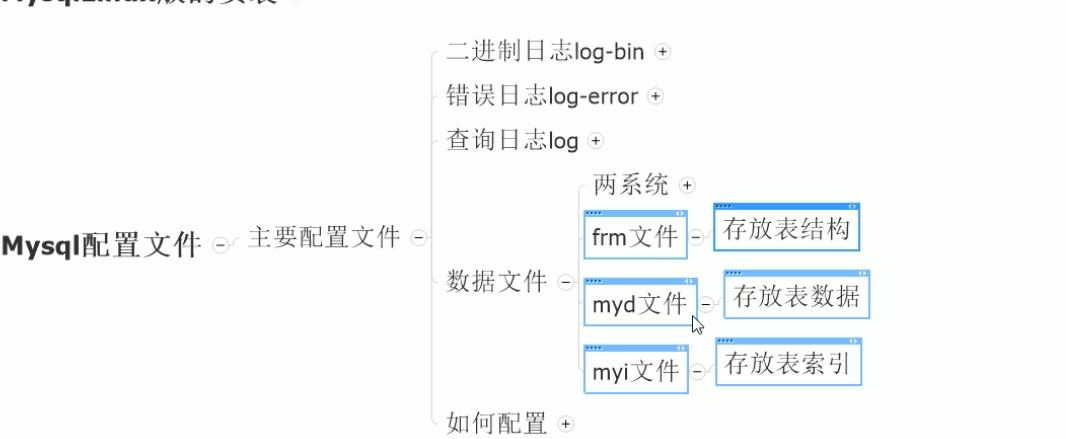 二进制日志log-bin
错误日志log-error
查询日志log
两系统
frm文件 存放表结构
Mysql配置文件 主要配置文件
数据文件
myd文件 存放表数据
myi文件 存放表索引
如何配置